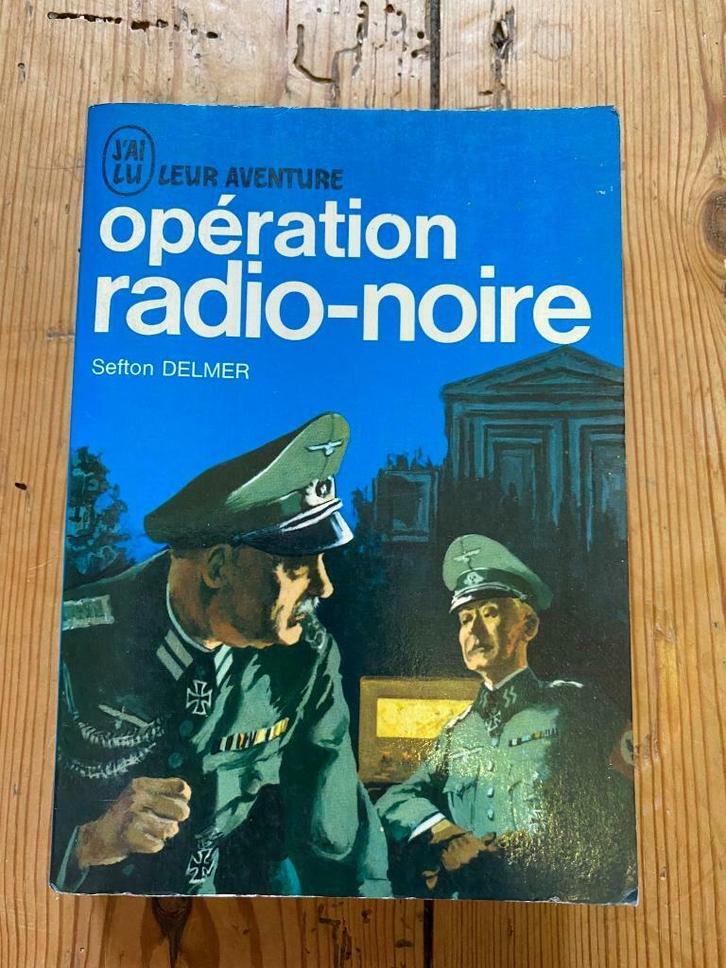 J'AI
LU
LEUR AVENTURE
opération
radio-noire
Sefton DELMER